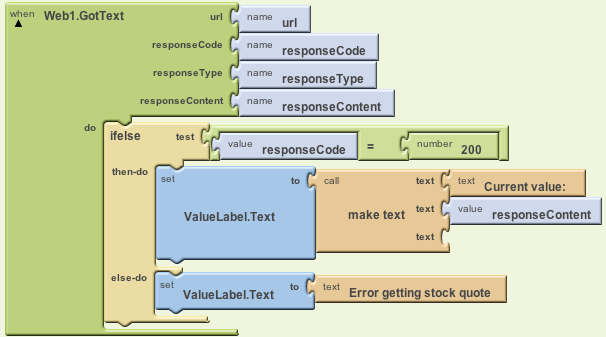 when Web1.GotText url name url
responseCode name responseCode
responseType name responseType
responseContent name responseContent
do ifelse test value responseCode = number 200
then-do set ValueLabel.Text to call make text text text Current value:
text value responseContent
text
else-do set ValueLabel.Text to text Error getting stock quote